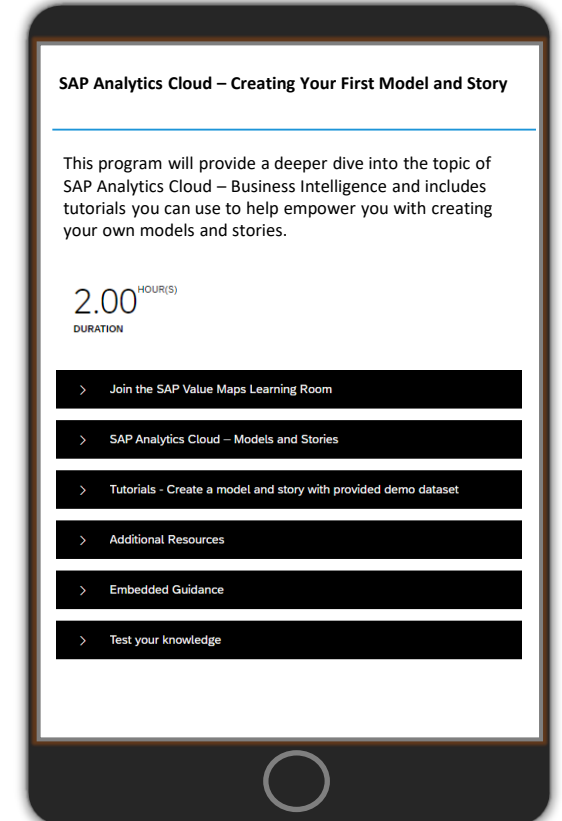 SAP Analytics Cloud – Creating Your First Model and Story
This program will provide a deeper dive into the topic of
SAP Analytics Cloud – Business Intelligence and includes
tutorials you can use to help empower you with creating
your own models and stories.
2.00 HOUR(S)
DURATION
Join the SAP Value Maps Learning Room
SAP Analytics Cloud – Models and Stories
Tutorials - Create a model and story with provided demo dataset
Additional Resources
Embedded Guidance
Test your knowledge